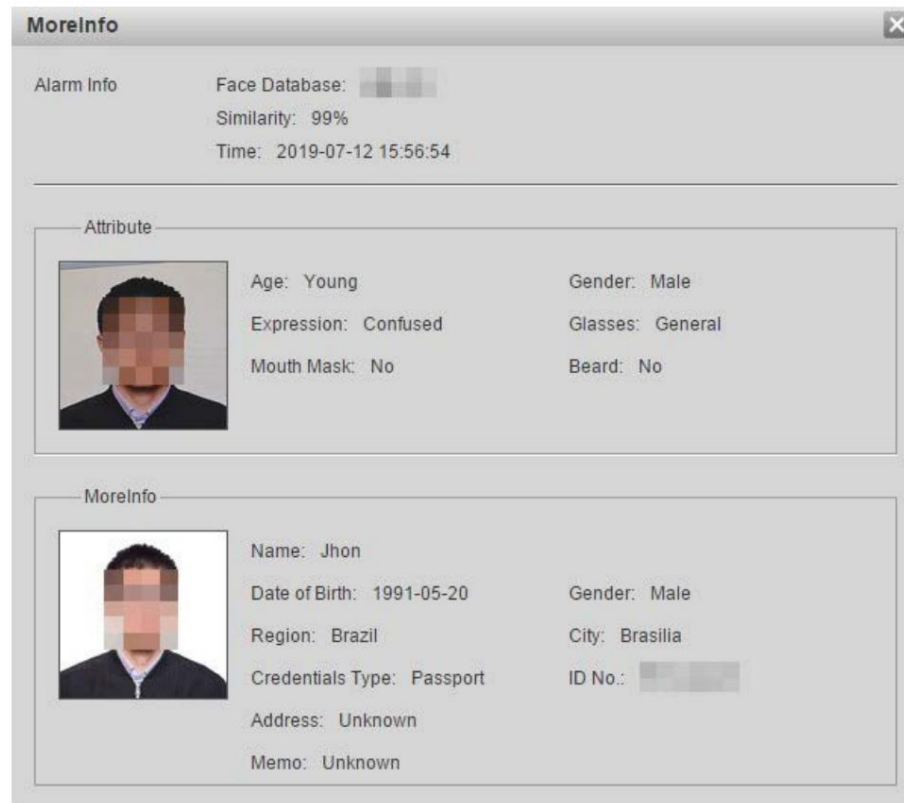 MoreInfo
Alarm Info
Face Database:
Similarity: 99%
Time: 2019-07-12 15:56:54
Attribute
Age: Young Gender: Male
Expression: Confused Glasses: General
Mouth Mask: No Beard: No
MoreInfo
Name: Jhon
Date of Birth: 1991-05-20 Gender: Male
Region: Brazil City: Brasilia
Credentials Type: Passport ID No.:
Address: Unknown
Memo: Unknown